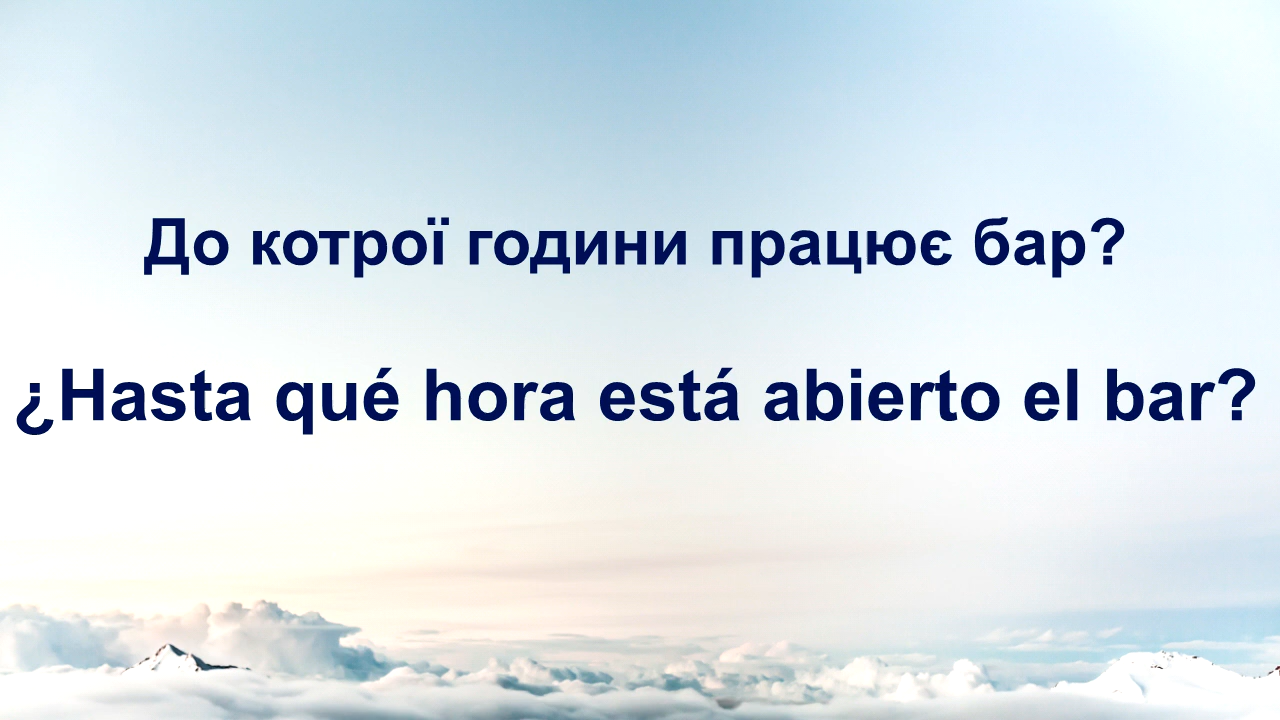 До котрої години працює бар?
¿Hasta qué hora está abierto el bar?